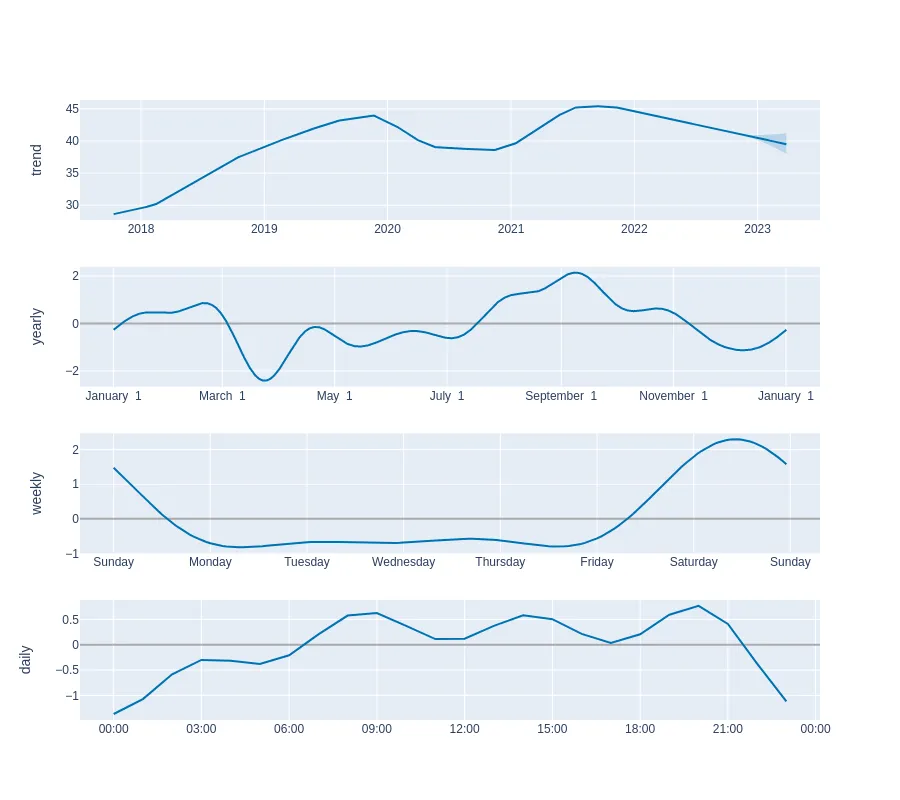 trend
45
40
35
30
2018 2019 2020 2021 2022 2023
yearly
2
0
−2
January 1 March 1 May 1 July 1 September 1 November 1 January 1
weekly
2
1
0
−1
Sunday Monday Tuesday Wednesday Thursday Friday Saturday Sunday
daily
0.5
0
−0.5
−1
00:00 03:00 06:00 09:00 12:00 15:00 18:00 21:00 00:00